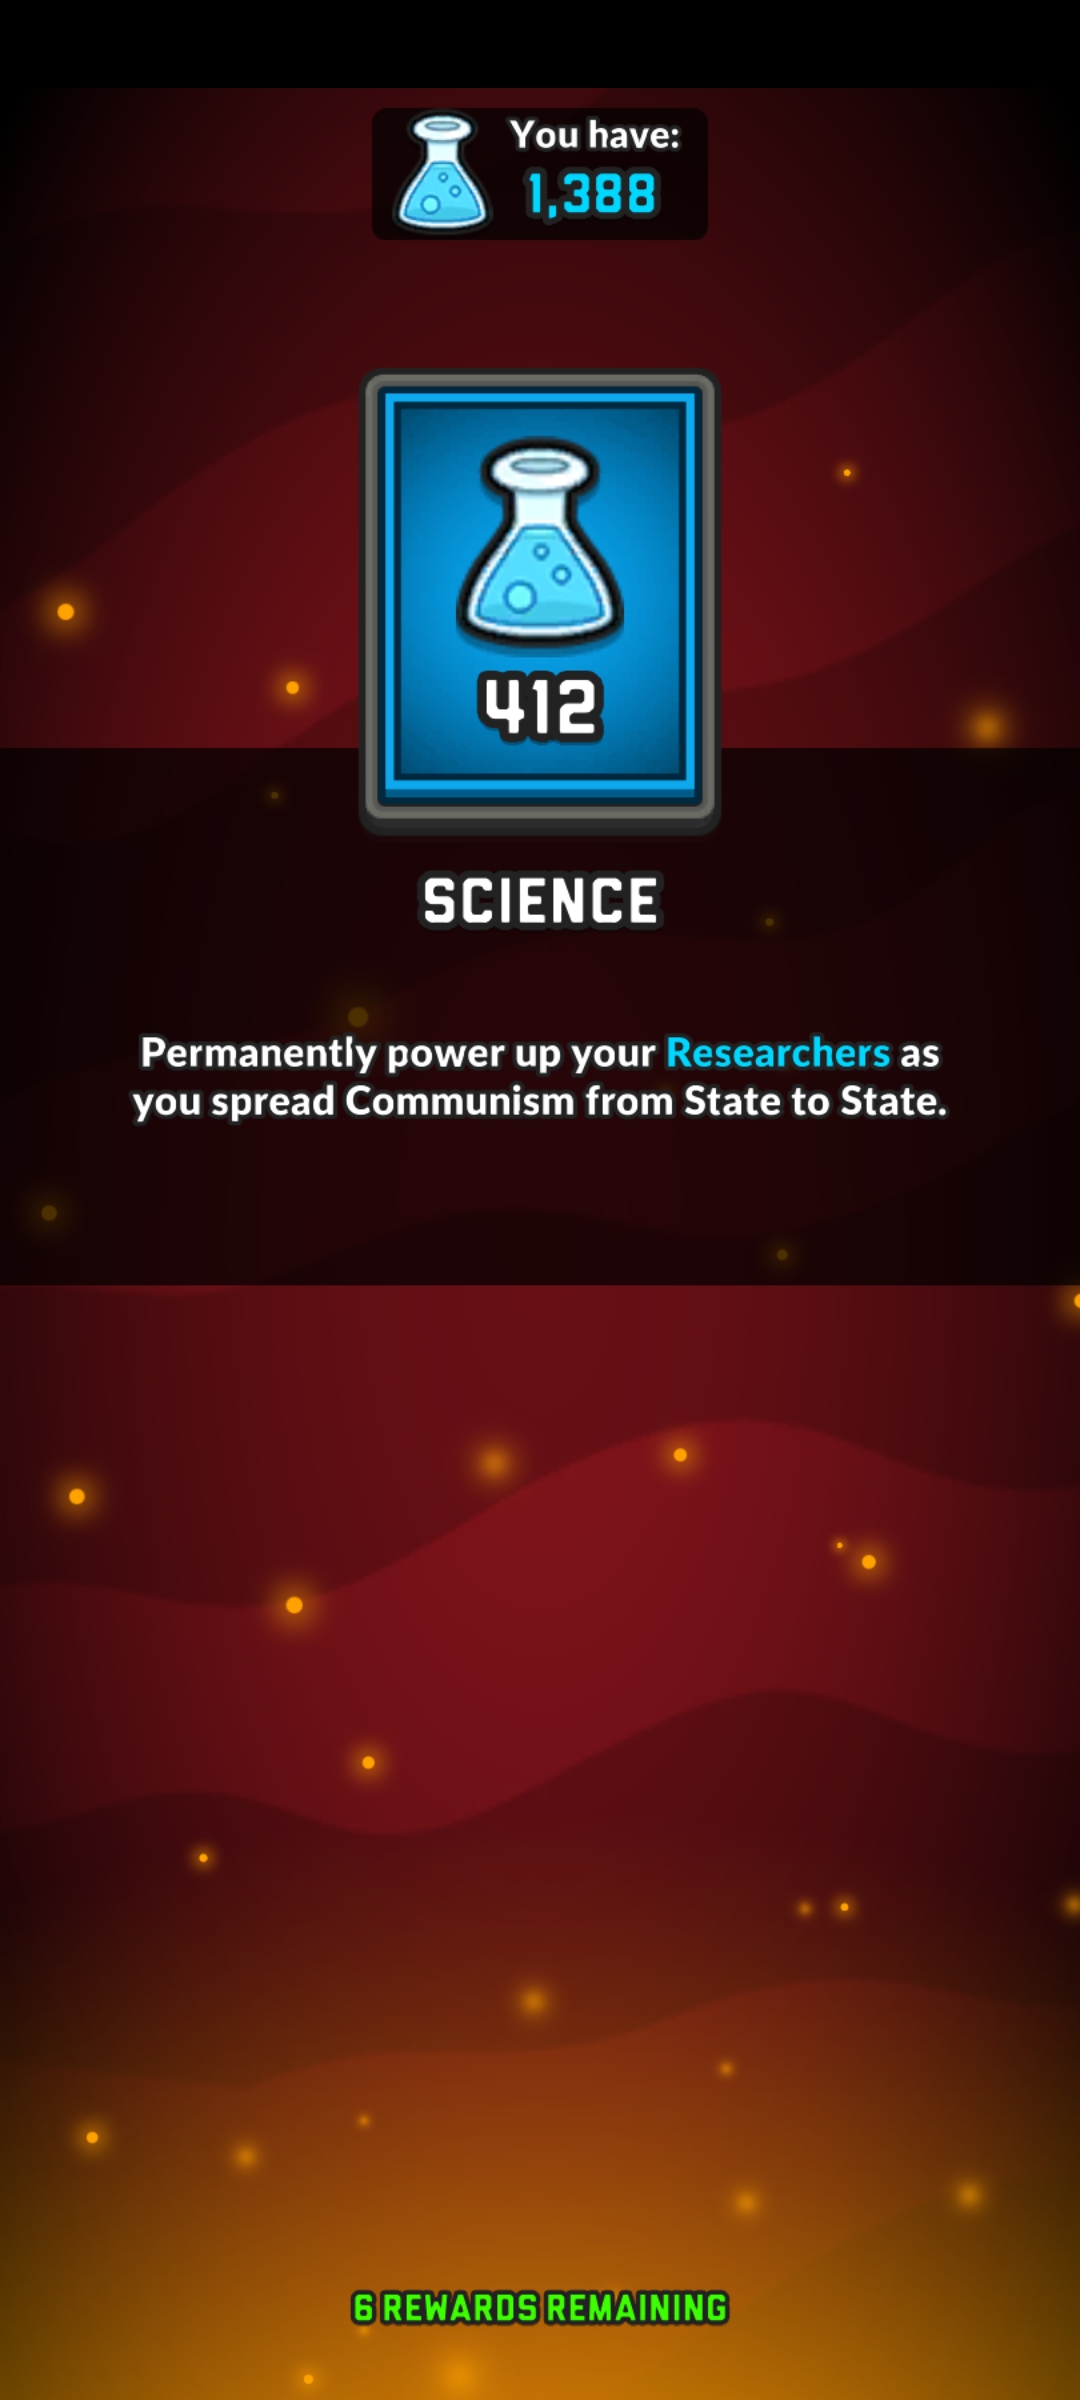 You have:
1,388
412
SCIENCE
Permanently power up your Researchers as
you spread Communism from State to State.
6 REWARDS REMAINING